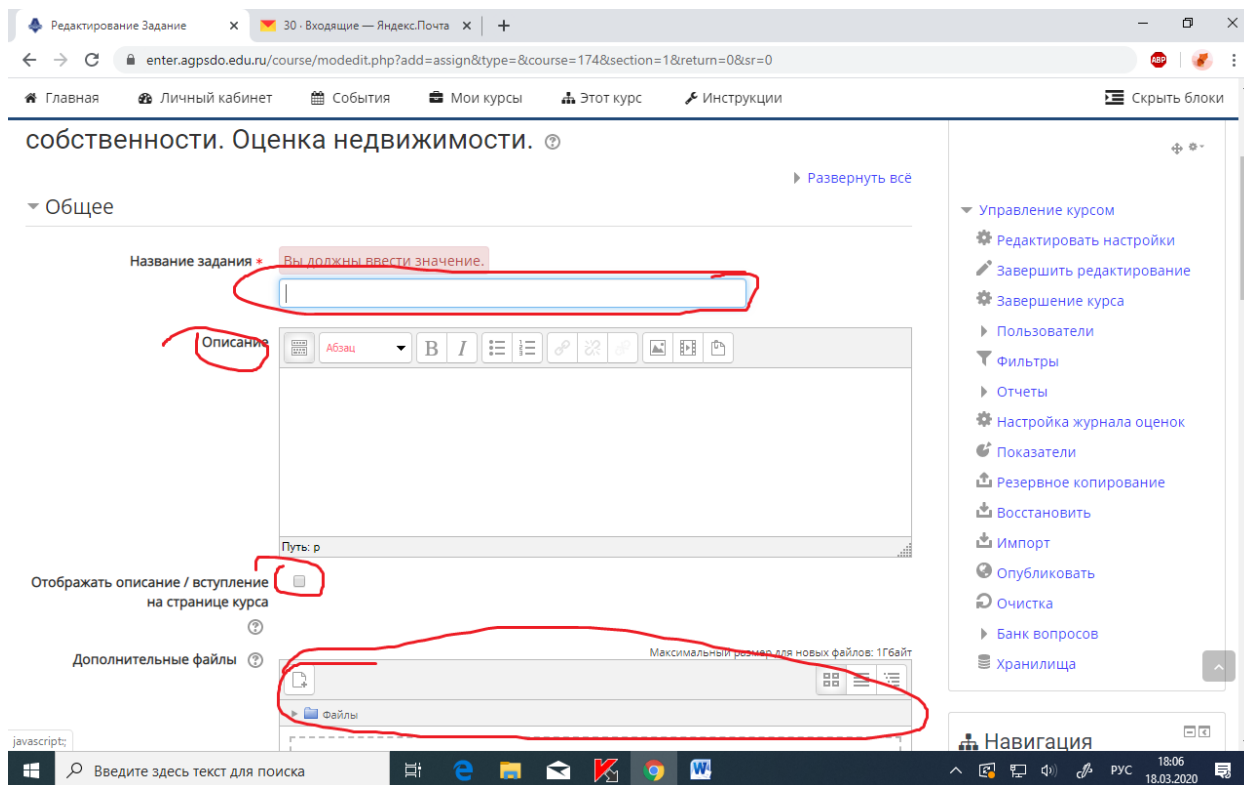 Редактирование Задание
30 · Входящие — Яндекс.Почта
enter.agpsdo.edu.ru/course/modedit.php?add=assign&type=&course=174&section=1&return=0&sr=0
ABP
Главная Личный кабинет События Мои курсы Этот курс Инструкции Скрыть блоки
собственности. Оценка недвижимости.
Развернуть всё
Общее
Название задания * Вы должны ввести значение.
Описание Абзац B I
Путь: p
Отображать описание / вступление
на странице курса
Максимальный размер для новых файлов: 1Гбайт
Дополнительные файлы
Файлы
Управление курсом
Редактировать настройки
Завершить редактирование
Завершение курса
Пользователи
Фильтры
Отчеты
Настройка журнала оценок
Показатели
Резервное копирование
Восстановить
Импорт
Опубликовать
Очистка
Банк вопросов
Хранилища
Навигация
javascript:;
Введите здесь текст для поиска
РУС
18:06
18.03.2020